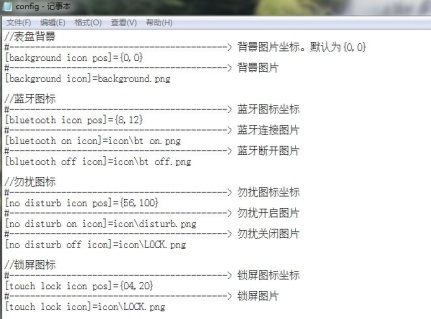 config - 记事本
文件(F) 编辑(E) 格式(O) 查看(V) 帮助(H)
//表盘背景
#----------------------------------------> 背景图片坐标。默认为{0,0}
[background icon pos]={0,0}
#----------------------------------------> 背景图片
[background icon]=background.png
//蓝牙图标
#----------------------------------------> 蓝牙图标坐标
[bluetooth icon pos]={8,12}
#----------------------------------------> 蓝牙连接图片
[bluetooth on icon]=icon\bt on.png
#----------------------------------------> 蓝牙断开图片
[bluetooth off icon]=icon\bt off.png
//勿扰图标
#----------------------------------------> 勿扰图标坐标
[no disturb icon pos]={56,100}
#----------------------------------------> 勿扰开启图片
[no disturb on icon]=icon\disturb.png
#----------------------------------------> 勿扰关闭图片
[no disturb off icon]=icon\LOCK.png
//锁屏图标
#----------------------------------------> 锁屏图标坐标
[touch lock icon pos]={04,20}
#----------------------------------------> 锁屏图片
[touch lock icon]=icon\LOCK.png